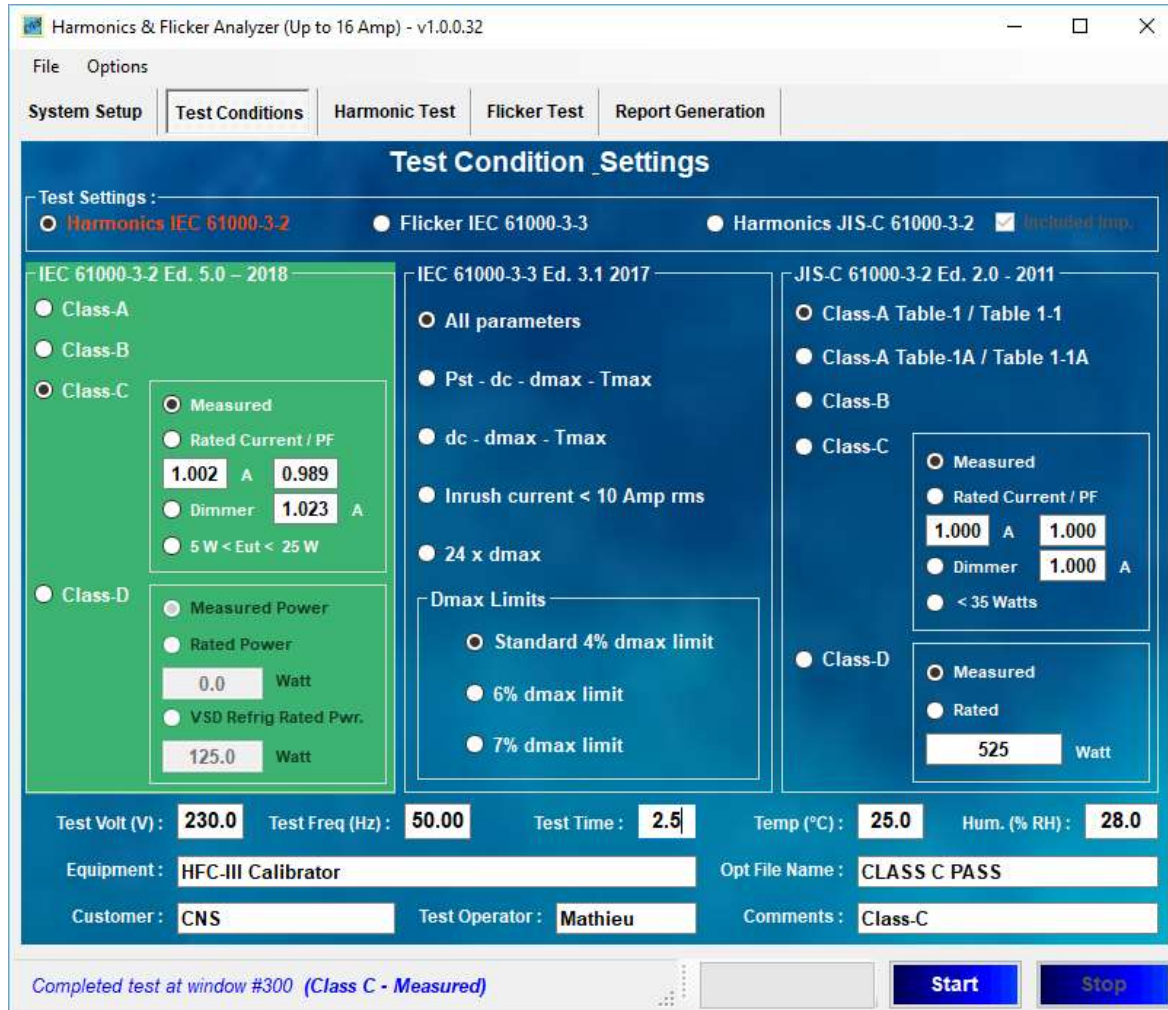 Harmonics & Flicker Analyzer (Up to 16 Amp) - v1.0.0.32
File Options
System Setup Test Conditions Harmonic Test Flicker Test Report Generation
Test Condition_Settings
Test Settings :
Harmonics IEC 61000-3-2 Flicker IEC 61000-3-3 Harmonics JIS-C 61000-3-2 Included Imp.
IEC 61000-3-2 Ed. 5.0 – 2018
Class-A
Class-B
Class-C
Measured
Rated Current / PF
1.002 A 0.989
Dimmer 1.023 A
5 W < Eut < 25 W
Class-D
Measured Power
Rated Power
0.0 Watt
VSD Refrig Rated Pwr.
125.0 Watt
IEC 61000-3-3 Ed. 3.1 2017
All parameters
Pst - dc - dmax - Tmax
dc - dmax - Tmax
Inrush current < 10 Amp rms
24 x dmax
Dmax Limits
Standard 4% dmax limit
6% dmax limit
7% dmax limit
JIS-C 61000-3-2 Ed. 2.0 - 2011
Class-A Table-1 / Table 1-1
Class-A Table-1A / Table 1-1A
Class-B
Class-C
Measured
Rated Current / PF
1.000 A 1.000
Dimmer 1.000 A
< 35 Watts
Class-D
Measured
Rated
525 Watt
Test Volt (V) : 230.0 Test Freq (Hz) : 50.00 Test Time : 2.5 Temp (°C) : 25.0 Hum. (% RH) : 28.0
Equipment : HFC-III Calibrator Opt File Name : CLASS C PASS
Customer : CNS Test Operator : Mathieu Comments : Class-C
Completed test at window #300 (Class C - Measured) Start Stop